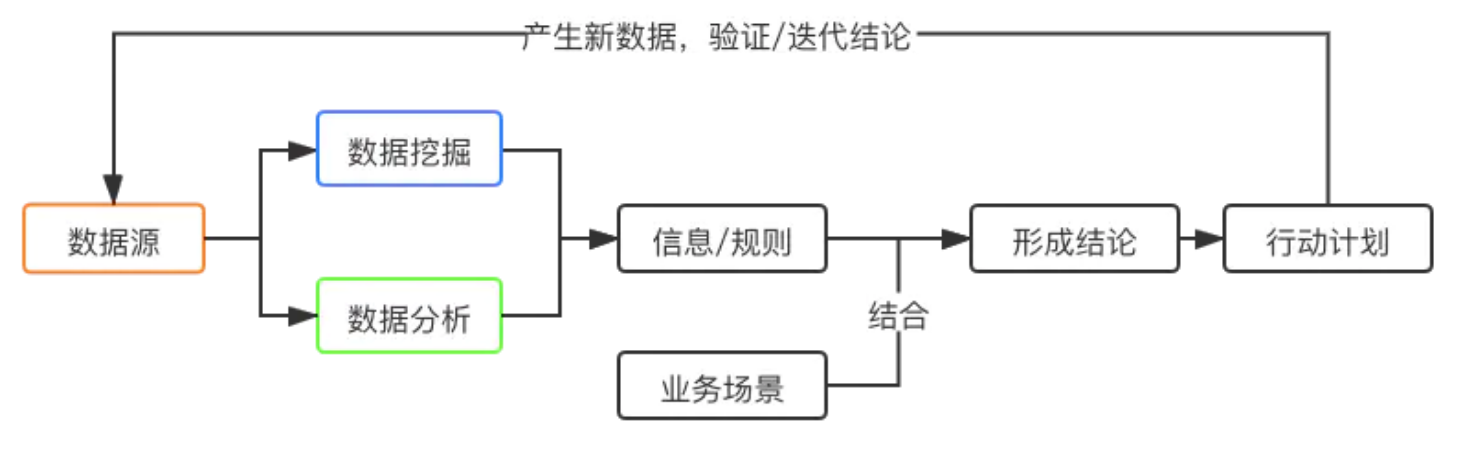 产生新数据，验证/迭代结论
数据挖掘
数据源
信息/规则
形成结论
行动计划
数据分析
结合
业务场景